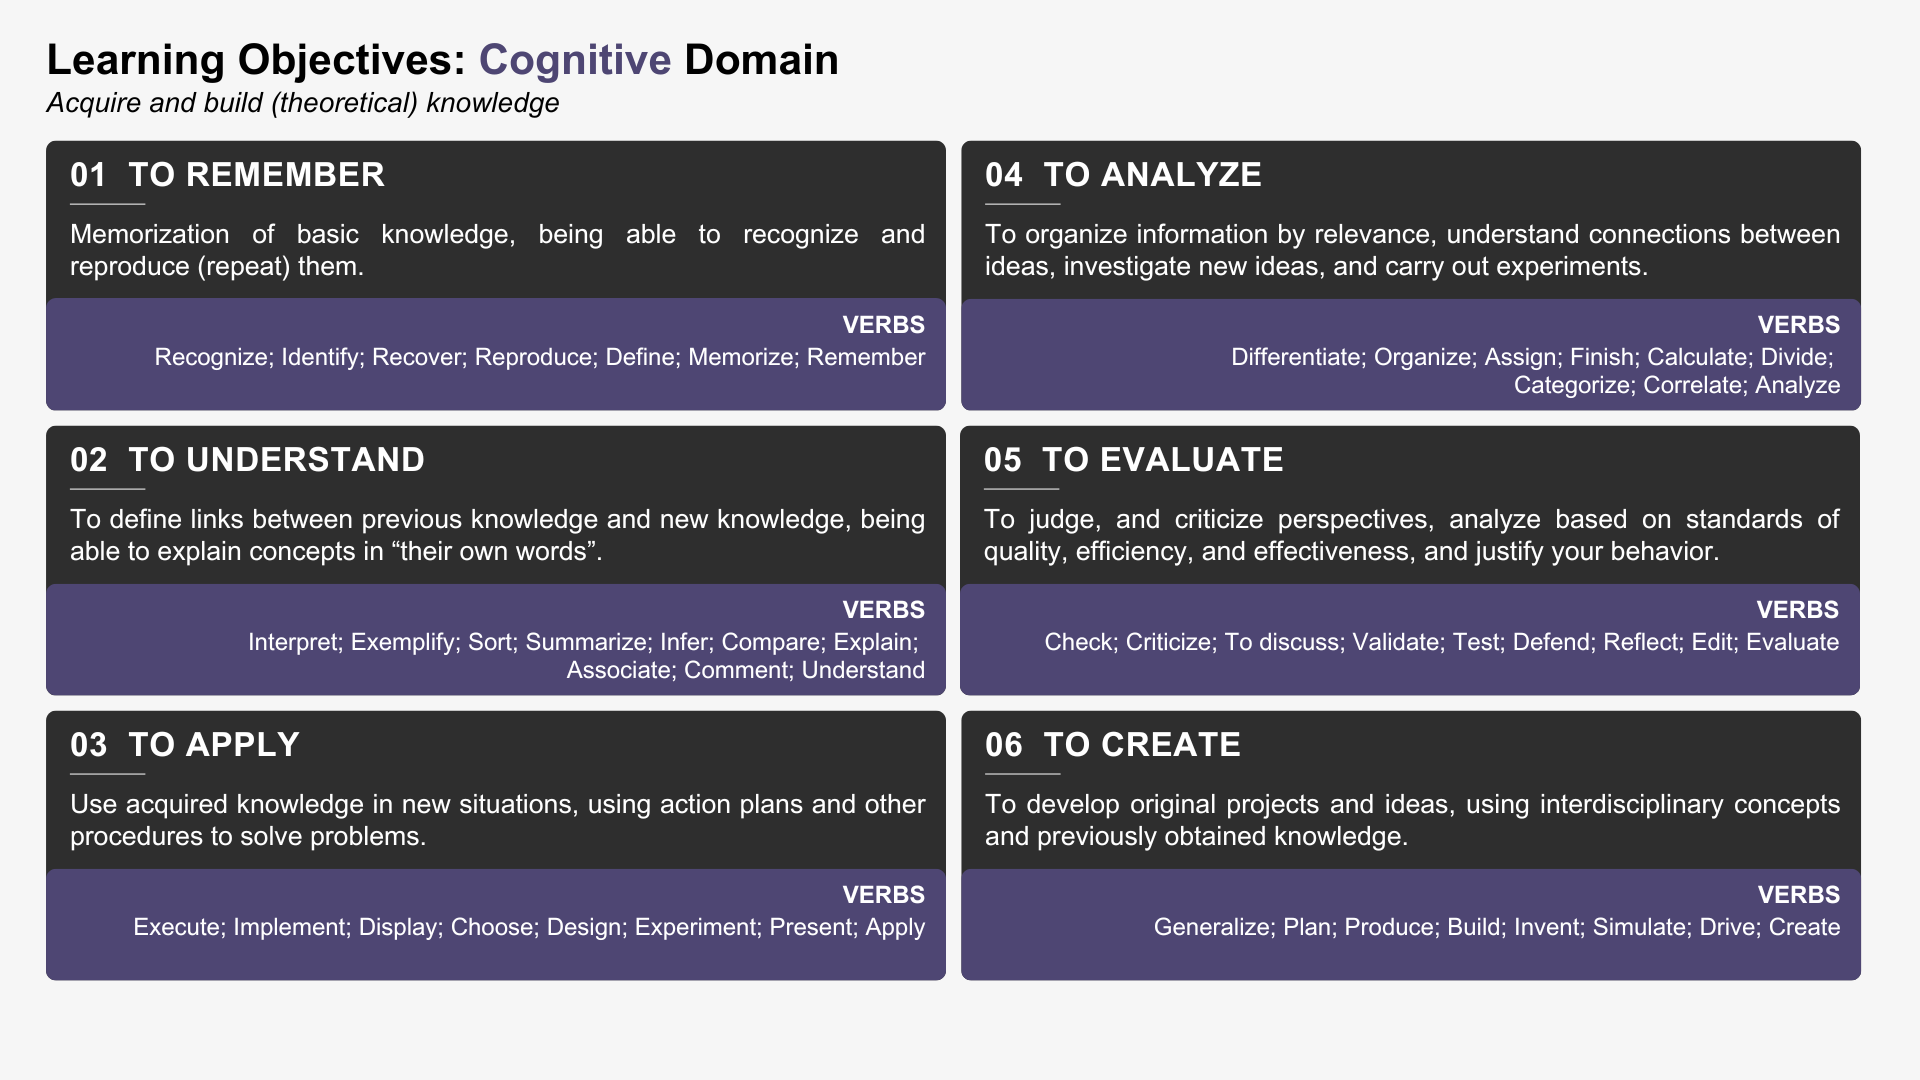 Learning Objectives: Cognitive Domain
Acquire and build (theoretical) knowledge
01 TO REMEMBER
Memorization of basic knowledge, being able to recognize and
reproduce (repeat) them.
VERBS
Recognize; Identify; Recover; Reproduce; Define; Memorize; Remember
02 TO UNDERSTAND
To define links between previous knowledge and new knowledge, being
able to explain concepts in “their own words”.
VERBS
Interpret; Exemplify; Sort; Summarize; Infer; Compare; Explain;
Associate; Comment; Understand
03 TO APPLY
Use acquired knowledge in new situations, using action plans and other
procedures to solve problems.
VERBS
Execute; Implement; Display; Choose; Design; Experiment; Present; Apply
04 TO ANALYZE
To organize information by relevance, understand connections between
ideas, investigate new ideas, and carry out experiments.
VERBS
Differentiate; Organize; Assign; Finish; Calculate; Divide;
Categorize; Correlate; Analyze
05 TO EVALUATE
To judge, and criticize perspectives, analyze based on standards of
quality, efficiency, and effectiveness, and justify your behavior.
VERBS
Check; Criticize; To discuss; Validate; Test; Defend; Reflect; Edit; Evaluate
06 TO CREATE
To develop original projects and ideas, using interdisciplinary concepts
and previously obtained knowledge.
VERBS
Generalize; Plan; Produce; Build; Invent; Simulate; Drive; Create